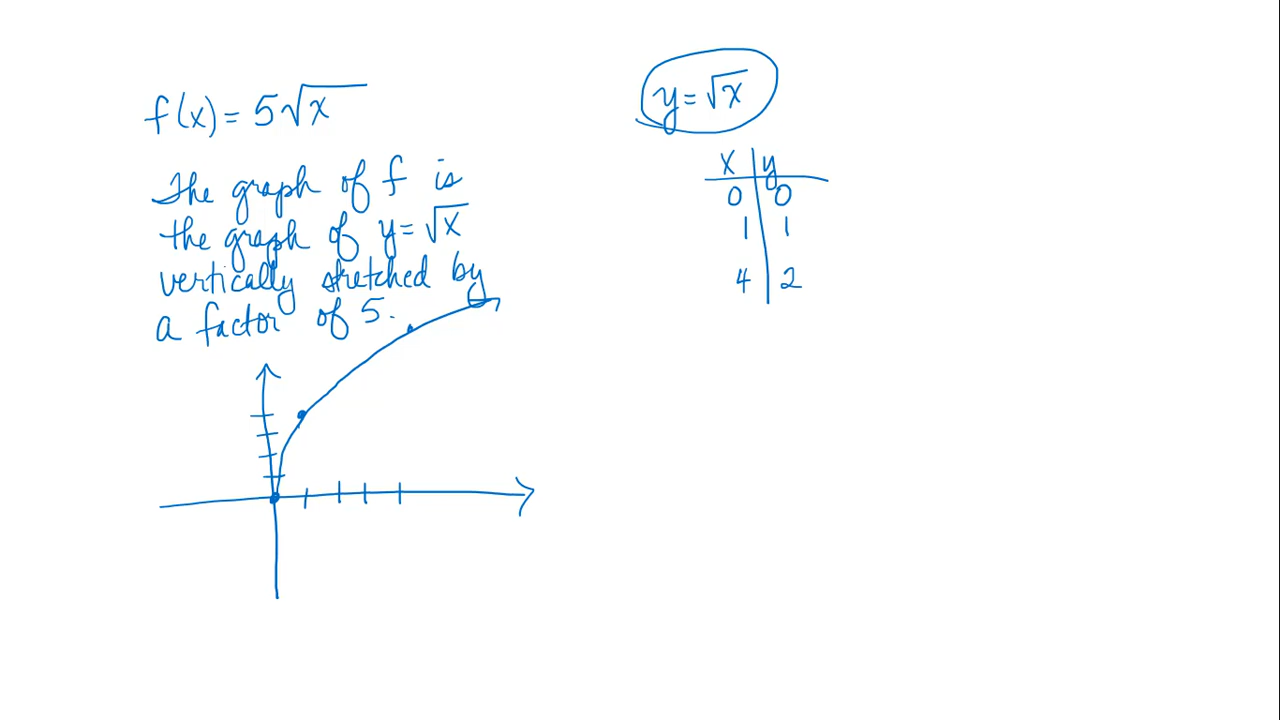 f(x) = 5√x
The graph of f is
the graph of y = √x
vertically stretched by
a factor of 5.
y = √x
x y
0 0
1 1
4 2